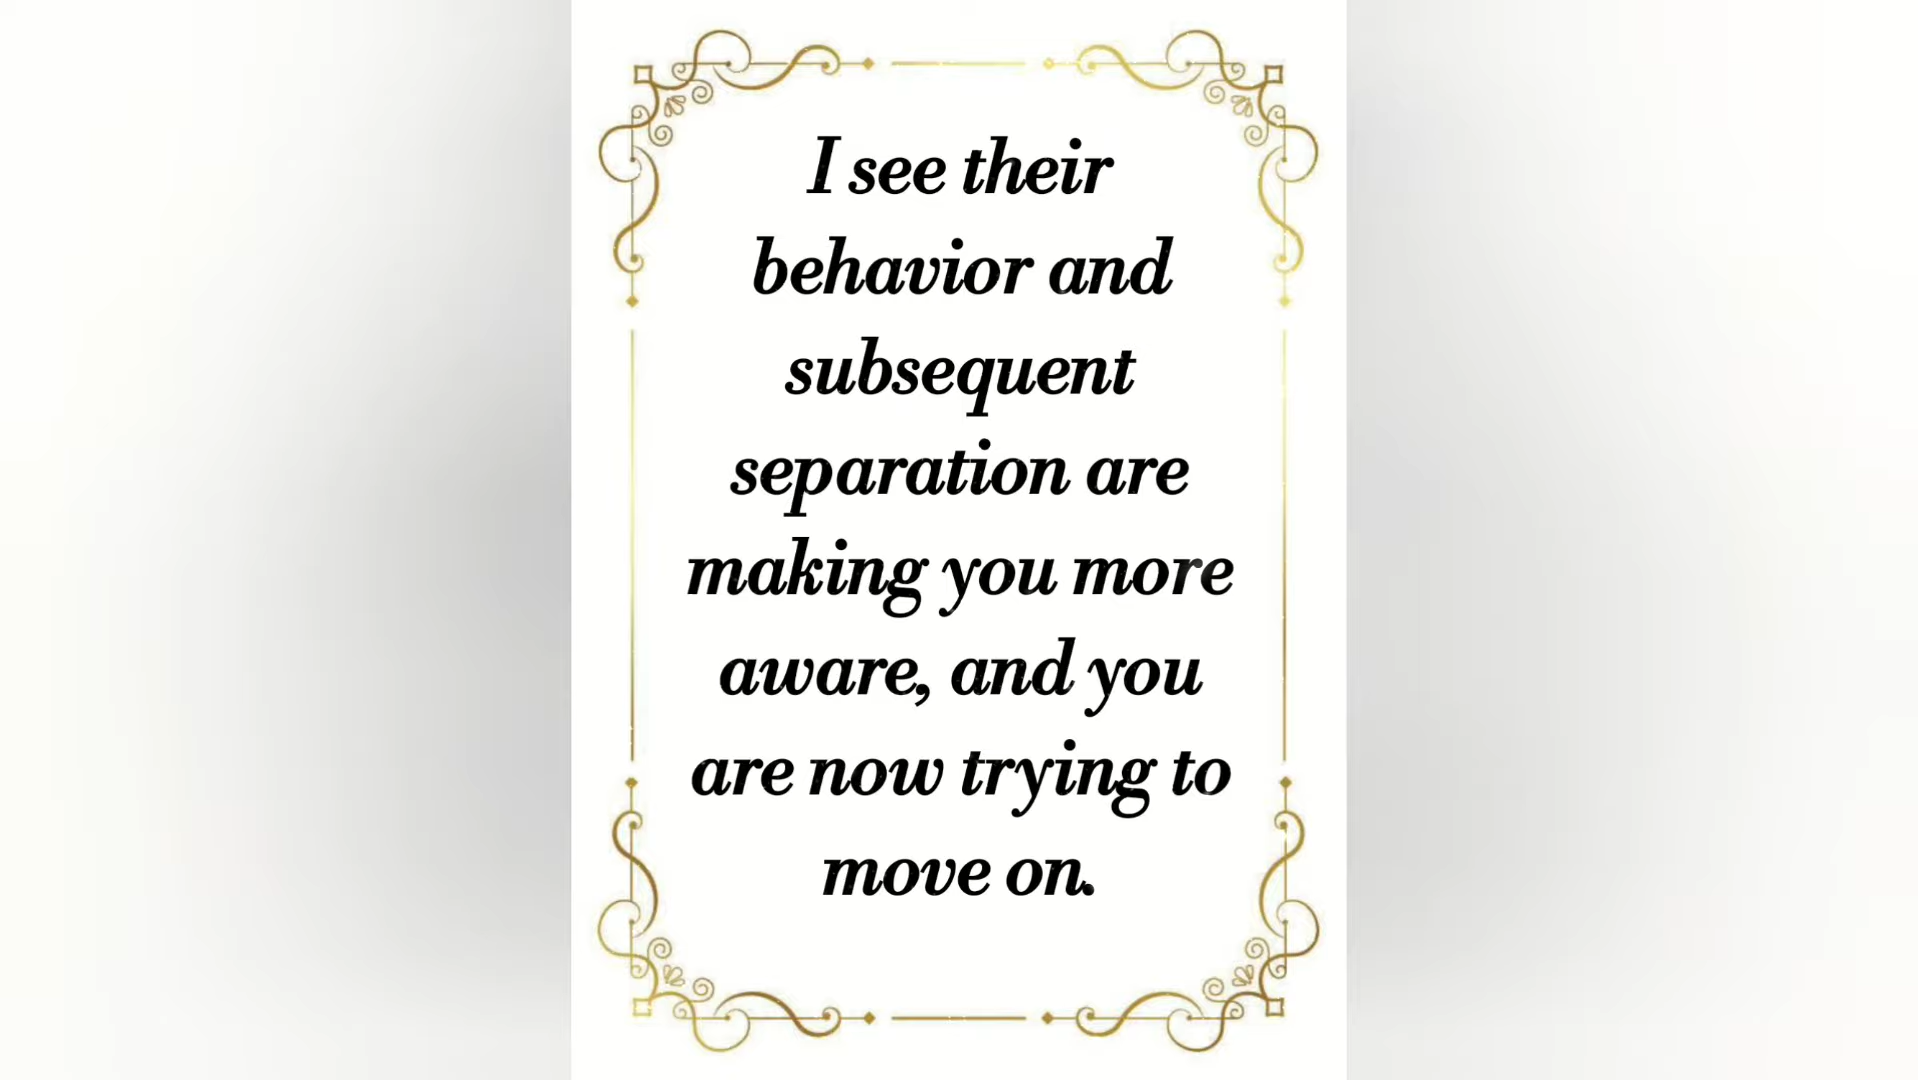 I see their
behavior and
subsequent
separation are
making you more
aware, and you
are now trying to
move on.